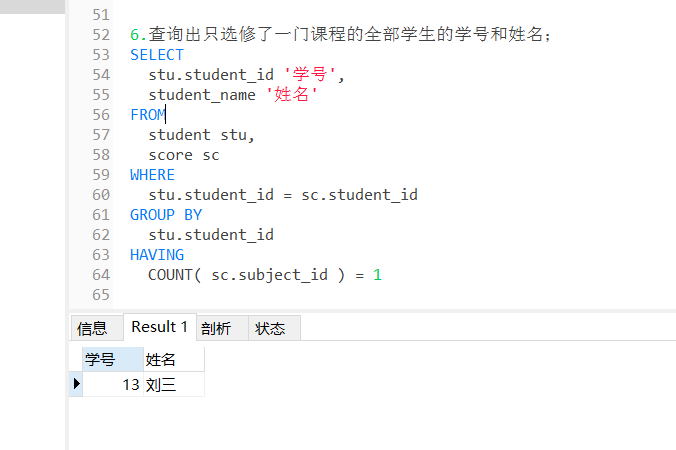 51
52 6.查询出只选修了一门课程的全部学生的学号和姓名；
53 SELECT
54 stu.student_id '学号',
55 student_name '姓名'
56 FROM
57 student stu,
58 score sc
59 WHERE
60 stu.student_id = sc.student_id
61 GROUP BY
62 stu.student_id
63 HAVING
64 COUNT( sc.subject_id ) = 1
65
信息 Result 1 剖析 状态
学号 姓名
13 刘三